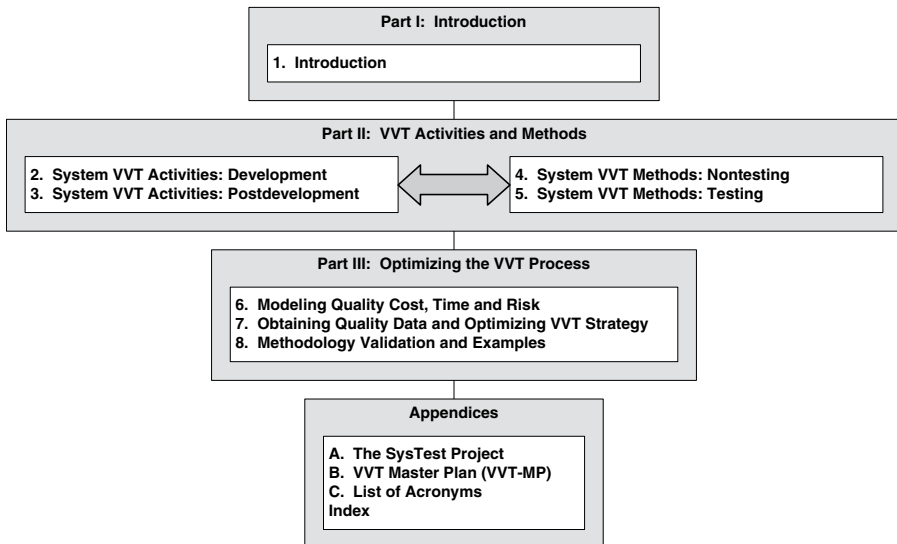 Part I: Introduction
1. Introduction
Part II: VVT Activities and Methods
2. System VVT Activities: Development
3. System VVT Activities: Postdevelopment
4. System VVT Methods: Nontesting
5. System VVT Methods: Testing
Part III: Optimizing the VVT Process
6. Modeling Quality Cost, Time and Risk
7. Obtaining Quality Data and Optimizing VVT Strategy
8. Methodology Validation and Examples
Appendices
A. The SysTest Project
B. VVT Master Plan (VVT-MP)
C. List of Acronyms
Index